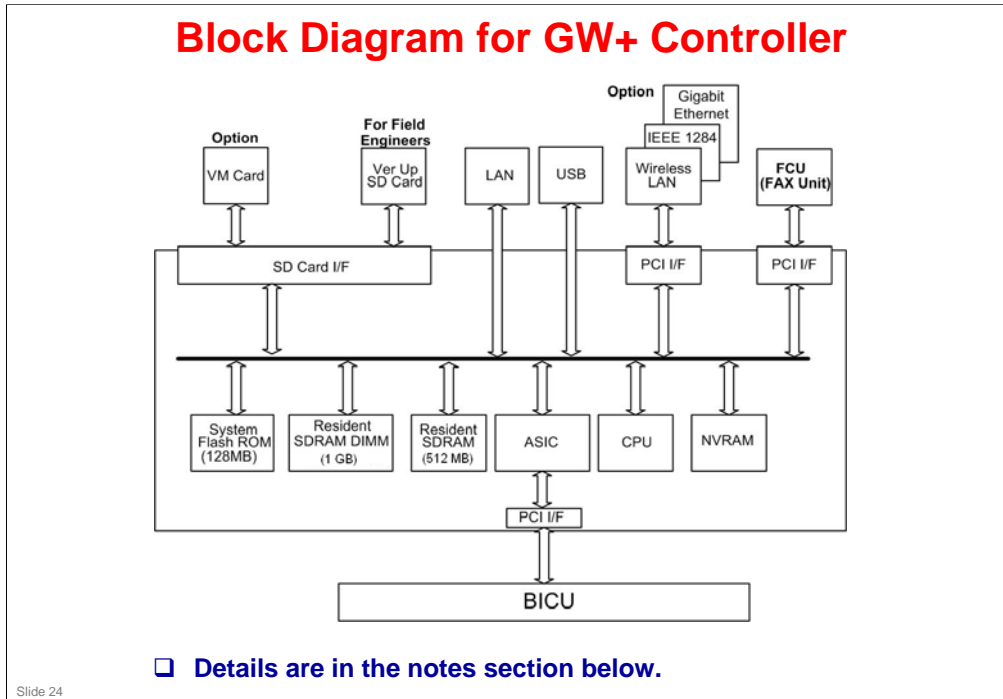 Block Diagram for GW+ Controller
Option
VM Card
For Field
Engineers
Ver Up
SD Card
LAN
USB
Option
Gigabit
Ethernet
IEEE 1284
Wireless
LAN
FCU
(FAX Unit)
SD Card I/F
PCI I/F
PCI I/F
System
Flash ROM
(128MB)
Resident
SDRAM DIMM
(1 GB)
Resident
SDRAM
(512 MB)
ASIC
CPU
NVRAM
PCI I/F
BICU
❑ Details are in the notes section below.
Slide 24